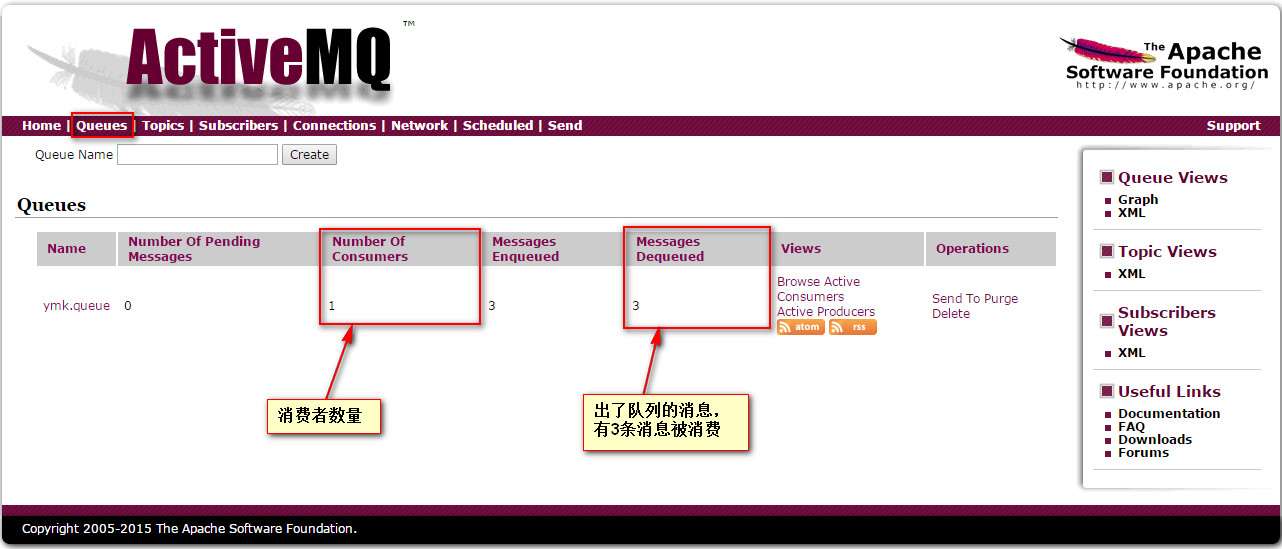 ActiveMQ™
The Apache
Software Foundation
http://www.apache.org/
Home | Queues | Topics | Subscribers | Connections | Network | Scheduled | Send
Support
Queue Name
Create
Queues
Name
Number Of Pending
Messages
Number Of
Consumers
Messages
Enqueued
Messages
Dequeued
Views
Operations
ymk.queue
0
1
3
3
Browse Active
Consumers
Active Producers
atom
rss
Send To Purge
Delete
消费者数量
出了队列的消息，
有3条消息被消费
Queue Views
Graph
XML
Topic Views
XML
Subscribers
Views
XML
Useful Links
Documentation
FAQ
Downloads
Forums
Copyright 2005-2015 The Apache Software Foundation.